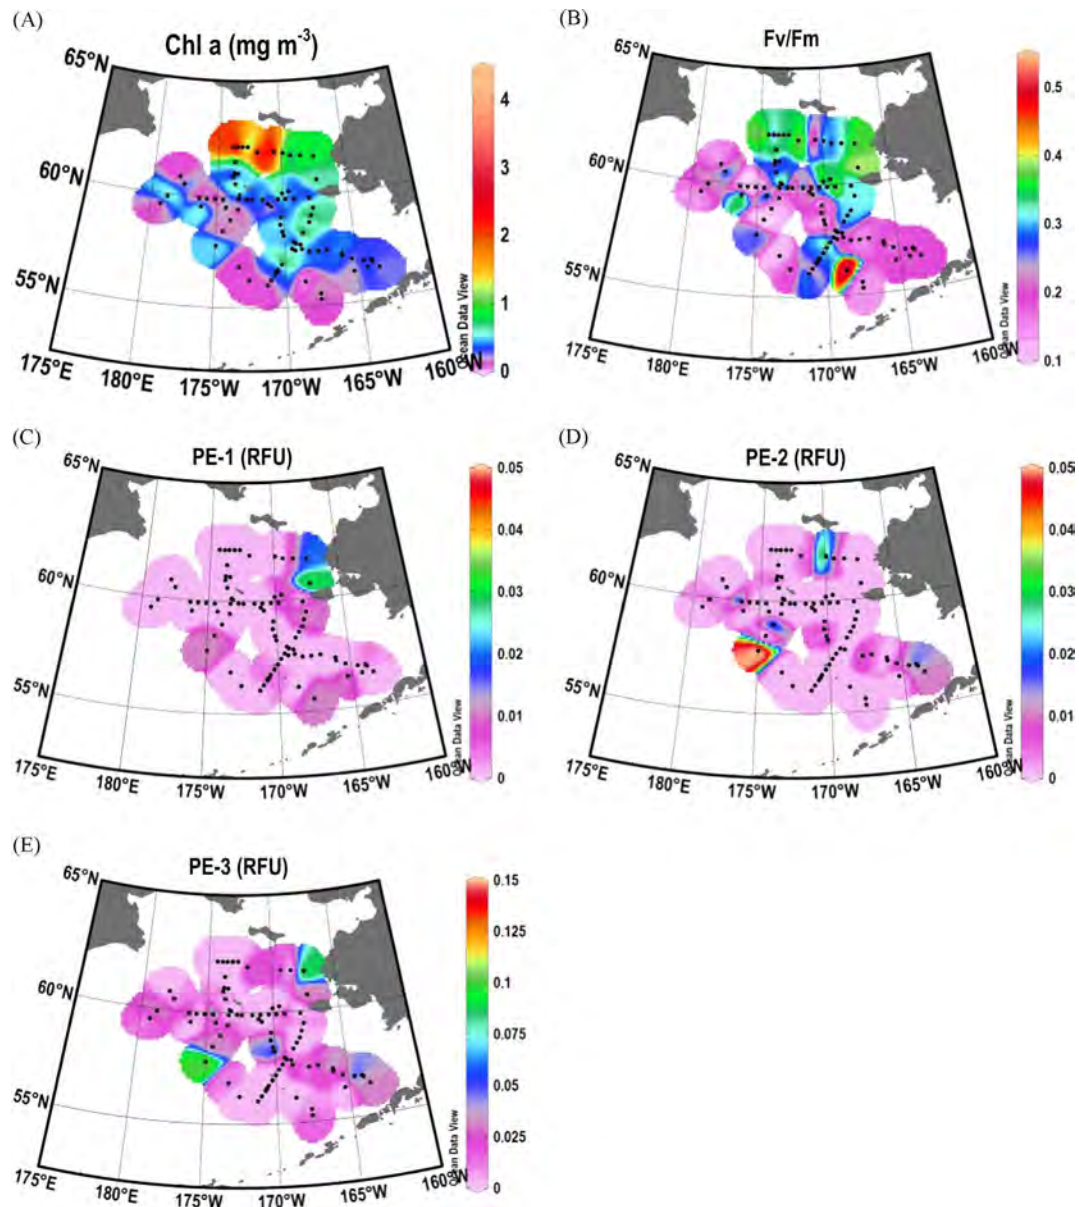 (A)
Chl a (mg m⁻³)
65°N
60°N
55°N
175°E
180°E
175°W
170°W
165°W
160°W
4
3
2
1
0
Ocean Data View
(B)
Fv/Fm
65°N
60°N
55°N
175°E
180°E
175°W
170°W
165°W
160°W
0.5
0.4
0.3
0.2
0.1
Ocean Data View
(C)
PE-1 (RFU)
65°N
60°N
55°N
175°E
180°E
175°W
170°W
165°W
160°W
0.05
0.04
0.03
0.02
0.01
0
Ocean Data View
(D)
PE-2 (RFU)
65°N
60°N
55°N
175°E
180°E
175°W
170°W
165°W
160°W
0.05
0.04
0.03
0.02
0.01
0
Ocean Data View
(E)
PE-3 (RFU)
65°N
60°N
55°N
175°E
180°E
175°W
170°W
165°W
160°W
0.15
0.125
0.1
0.075
0.05
0.025
0
Ocean Data View